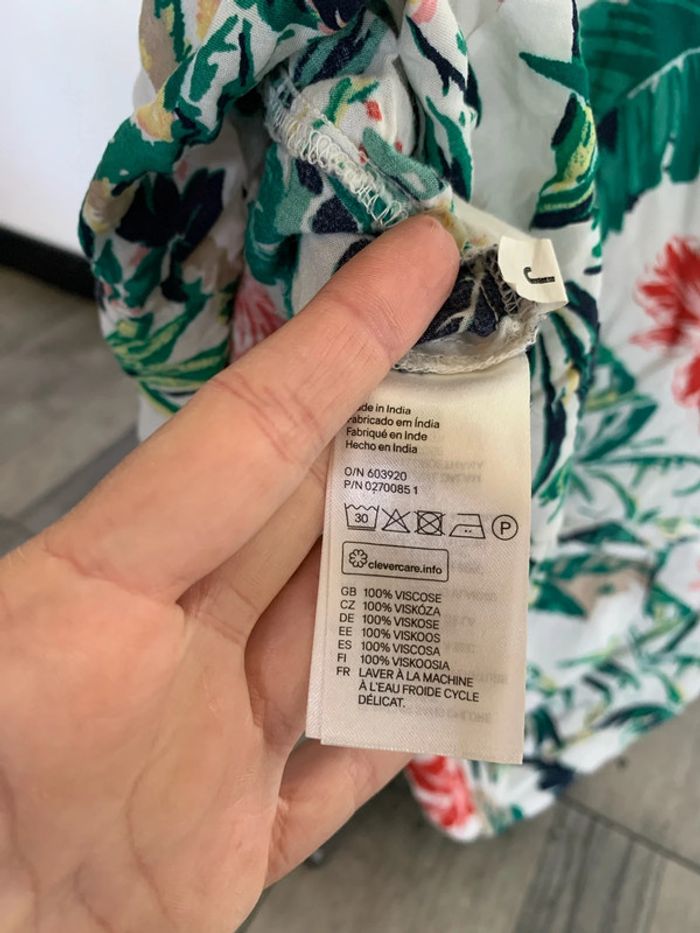 J
de in India
abricado em Índia
Fabriqué en Inde
Hecho en India
O/N 603920
P/N 0270085 1
30
P
clevercare.info
GB 100% VISCOSE
CZ 100% VISKÓZA
DE 100% VISKOSE
EE 100% VISKOOS
ES 100% VISCOSA
FI 100% VISKOOSIA
FR LAVER À LA MACHINE
À L'EAU FROIDE CYCLE
DÉLICAT.